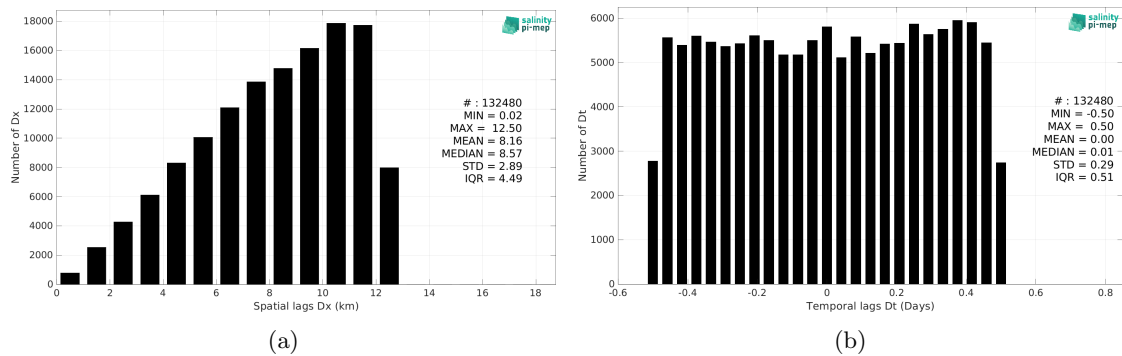 18000
16000
14000
12000
10000
8000
6000
4000
2000
0
Number of Dx
0 2 4 6 8 10 12 14 16 18
Spatial lags Dx (km)
salinity
pi-mep
# : 132480
MIN = 0.02
MAX = 12.50
MEAN = 8.16
MEDIAN = 8.57
STD = 2.89
IQR = 4.49
(a)
6000
5000
4000
3000
2000
1000
0
Number of Dt
-0.6 -0.4 -0.2 0 0.2 0.4 0.6 0.8
Temporal lags Dt (Days)
salinity
pi-mep
# : 132480
MIN = -0.50
MAX = 0.50
MEAN = 0.00
MEDIAN = 0.01
STD = 0.29
IQR = 0.51
(b)